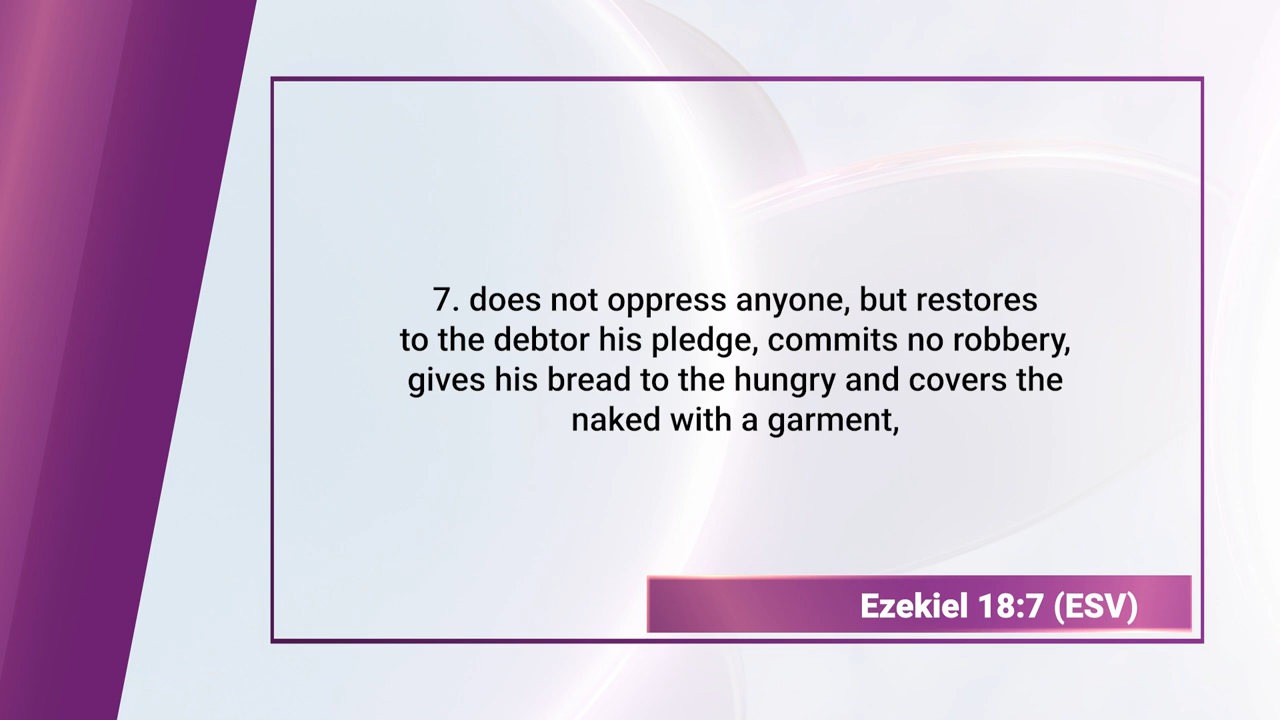 7. does not oppress anyone, but restores
to the debtor his pledge, commits no robbery,
gives his bread to the hungry and covers the
naked with a garment,
Ezekiel 18:7 (ESV)